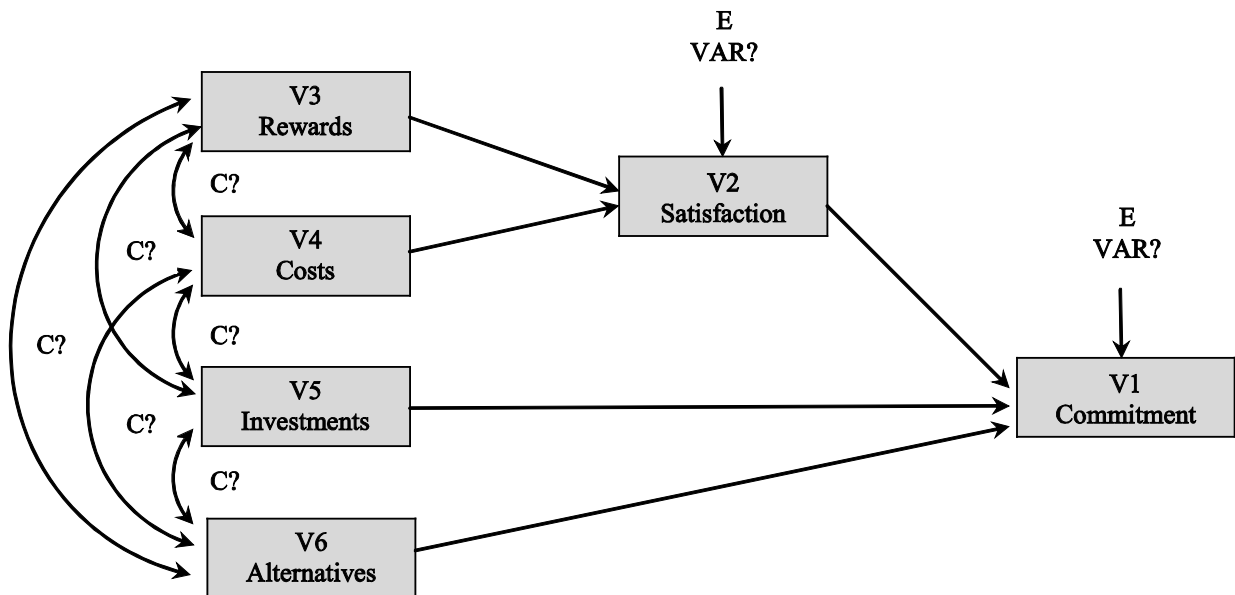 E
VAR?
V3
Rewards
C?
V2
Satisfaction
E
VAR?
V4
Costs
C?
C?
C?
V5
Investments
V1
Commitment
C?
C?
V6
Alternatives